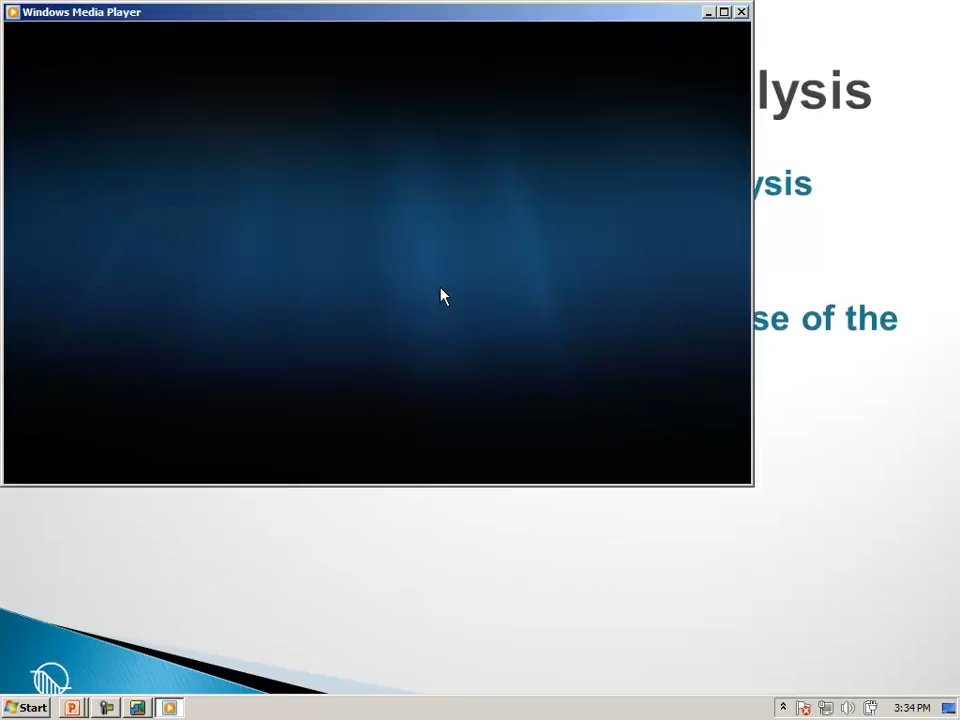 Windows Media Player
lysis
ysis
se of the
Start
3:34 PM